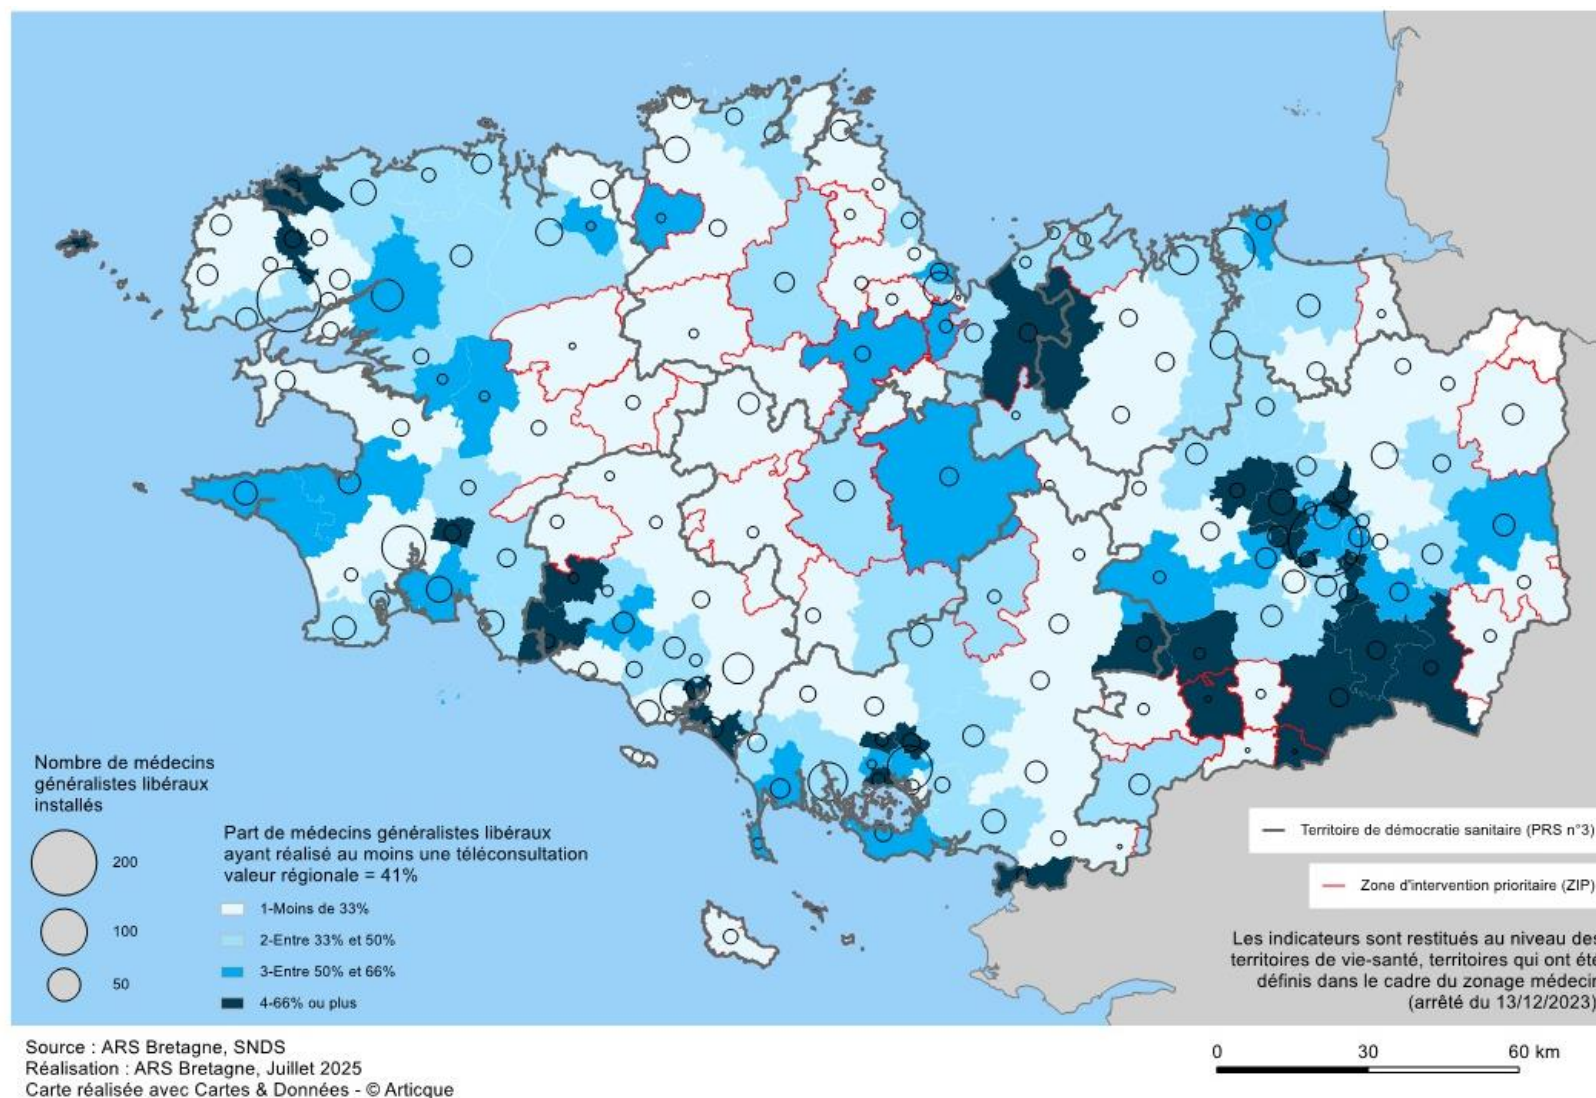 Nombre de médecins
généralistes libéraux
installés
200
100
50
Part de médecins généralistes libéraux
ayant réalisé au moins une téléconsultation
valeur régionale = 41%
1-Moins de 33%
2-Entre 33% et 50%
3-Entre 50% et 66%
4-66% ou plus
Territoire de démocratie sanitaire (PRS n°3)
Zone d'intervention prioritaire (ZIP)
Les indicateurs sont restitués au niveau des
territoires de vie-santé, territoires qui ont été
définis dans le cadre du zonage médecin
(arrêté du 13/12/2023)
Source : ARS Bretagne, SNDS
Réalisation : ARS Bretagne, Juillet 2025
Carte réalisée avec Cartes & Données - © Articque
0 30 60 km